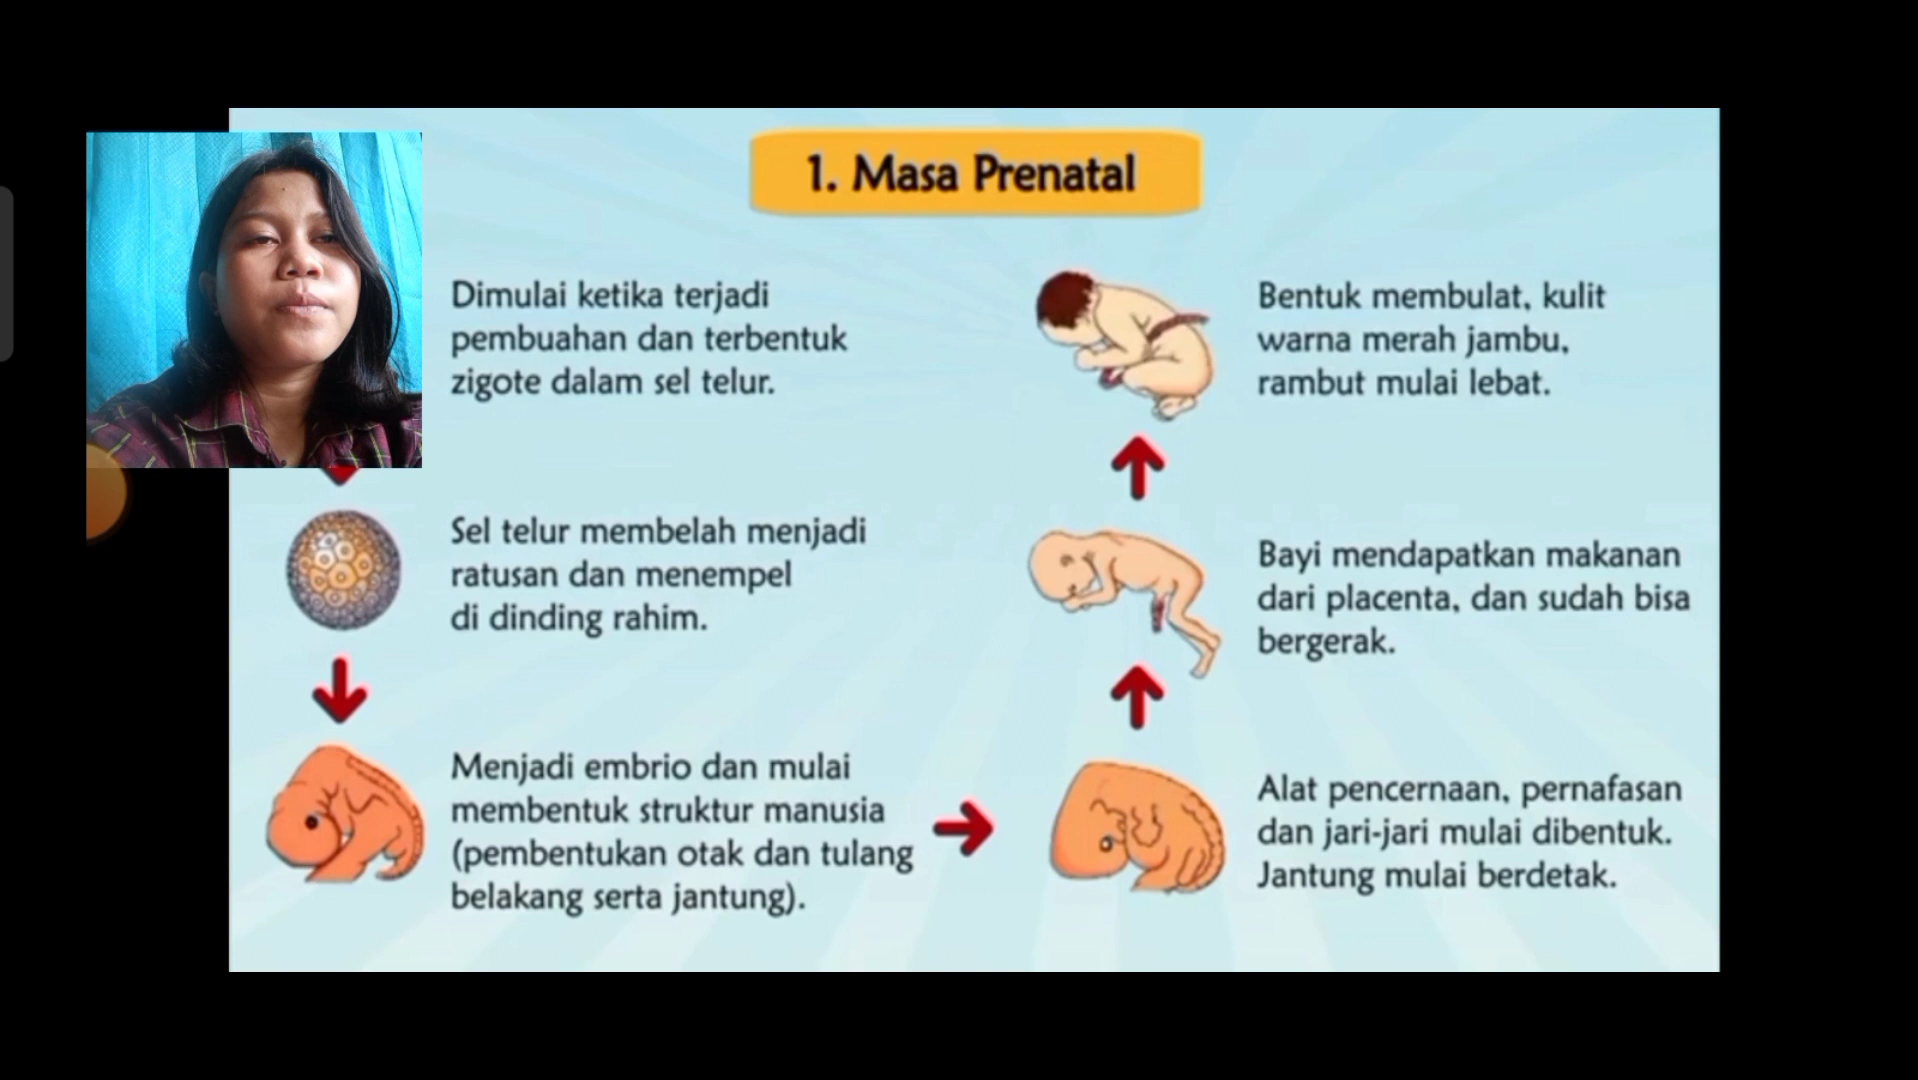 1. Masa Prenatal
Dimulai ketika terjadi
pembuahan dan terbentuk
zigote dalam sel telur.
Sel telur membelah menjadi
ratusan dan menempel
di dinding rahim.
Menjadi embrio dan mulai
membentuk struktur manusia
(pembentukan otak dan tulang
belakang serta jantung).
Alat pencernaan, pernafasan
dan jari-jari mulai dibentuk.
Jantung mulai berdetak.
Bayi mendapatkan makanan
dari placenta, dan sudah bisa
bergerak.
Bentuk membulat, kulit
warna merah jambu,
rambut mulai lebat.